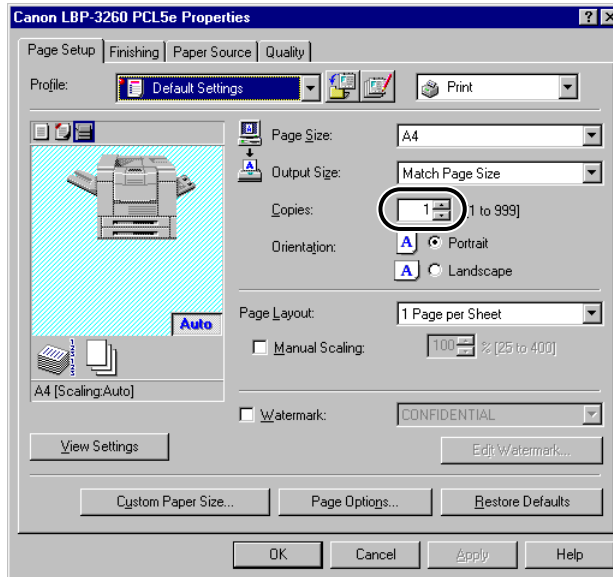 Canon LBP-3260 PCL5e Properties
Page Setup Finishing Paper Source Quality
Profile: Default Settings Print
Page Size: A4
Output Size: Match Page Size
Copies: 1 [1 to 999]
Orientation: A Portrait
A Landscape
Auto
Page Layout: 1 Page per Sheet
Manual Scaling: 100 % [25 to 400]
A4 [Scaling:Auto]
Watermark: CONFIDENTIAL
View Settings Edit Watermark...
Custom Paper Size... Page Options... Restore Defaults
OK Cancel Apply Help